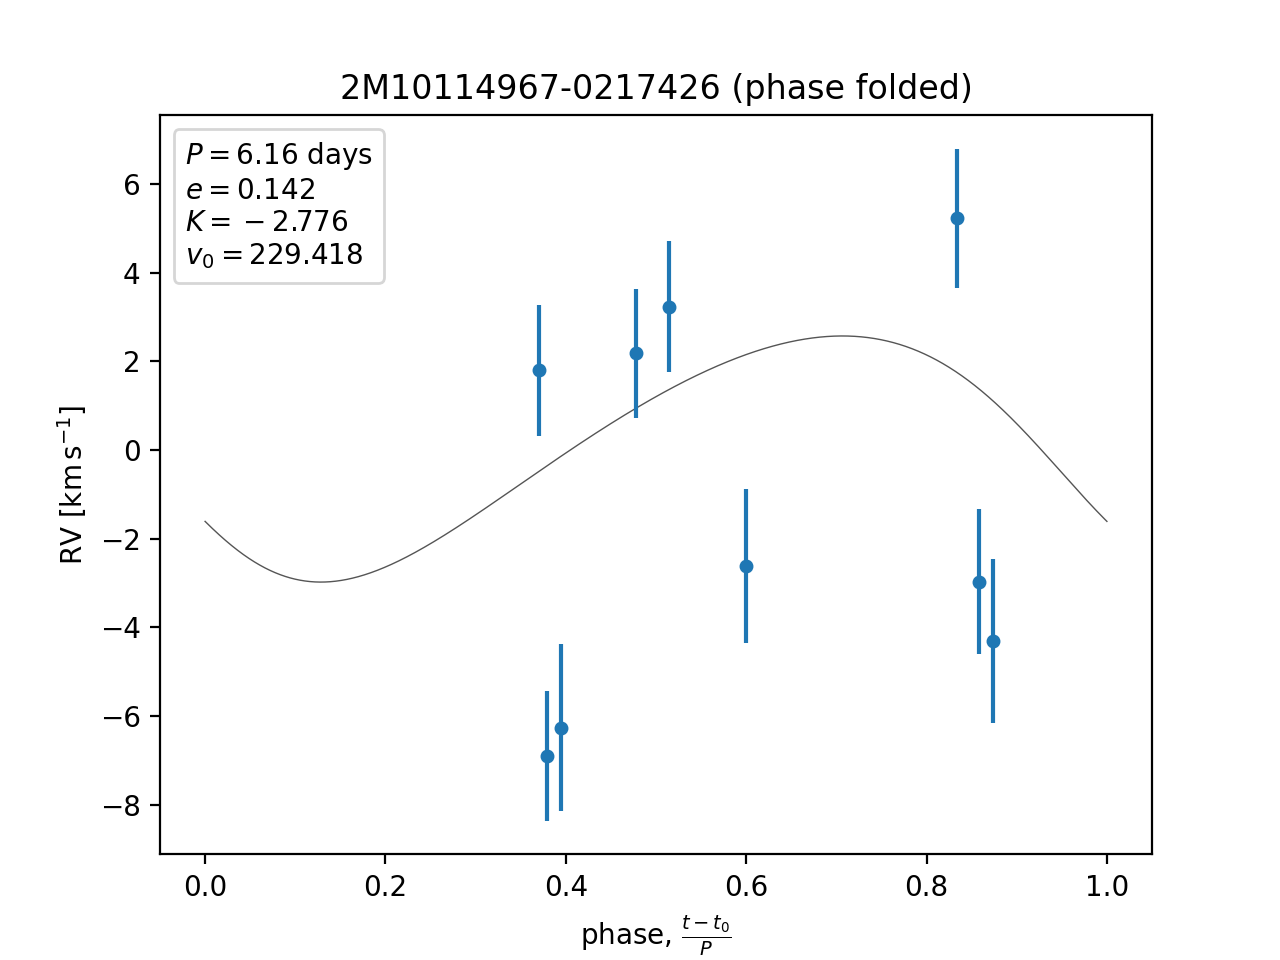 2M10114967-0217426 (phase folded)
P = 6.16 days
e = 0.142
K = −2.776
v₀ = 229.418
6
4
2
0
−2
−4
−6
−8
RV [km s⁻¹]
0.0 0.2 0.4 0.6 0.8 1.0
phase, (t − t₀)/P